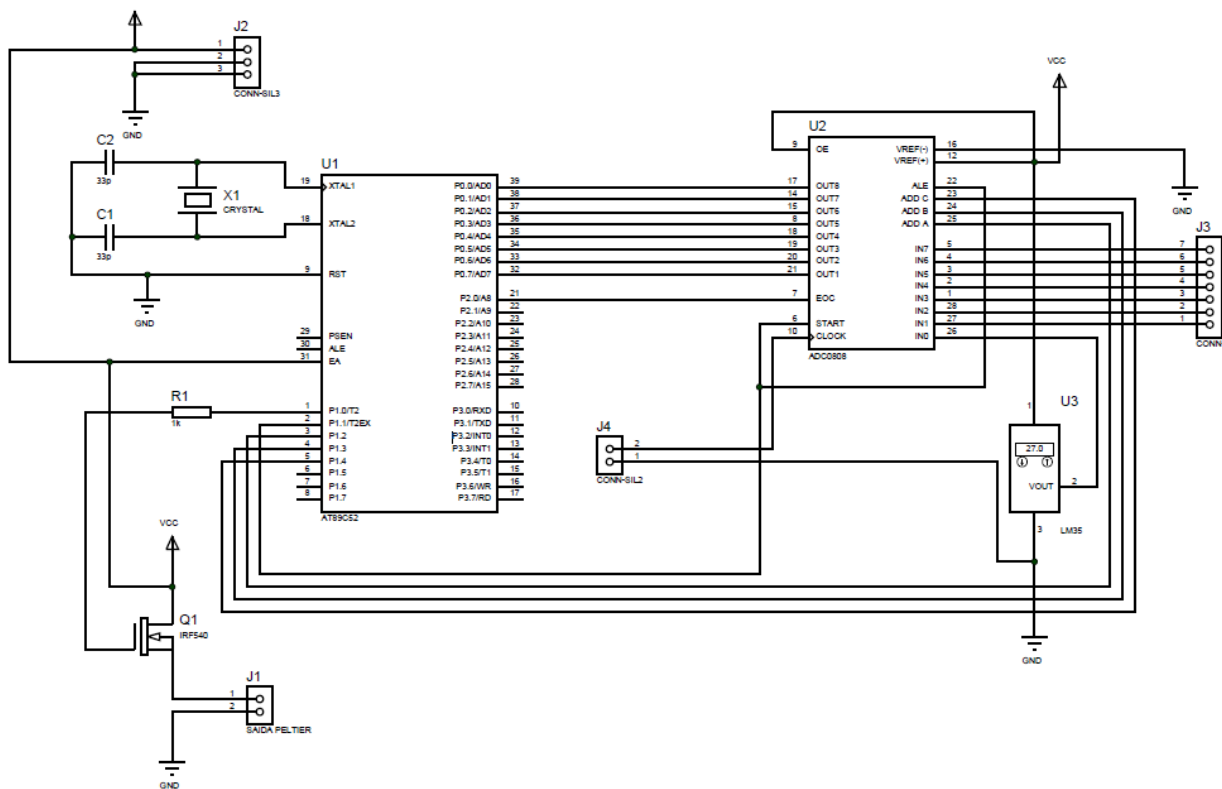 J2
1
2
3
CONN-SIL3
GND
C2
33p
C1
33p
X1
CRYSTAL
GND
U1
19 XTAL1
18 XTAL2
9 RST
29 PSEN
30 ALE
31 EA
1 P1.0/T2
2 P1.1/T2EX
3 P1.2
4 P1.3
5 P1.4
6 P1.5
7 P1.6
8 P1.7
P0.0/AD0 39
P0.1/AD1 38
P0.2/AD2 37
P0.3/AD3 36
P0.4/AD4 35
P0.5/AD5 34
P0.6/AD6 33
P0.7/AD7 32
P2.0/A8 21
P2.1/A9 22
P2.2/A10 23
P2.3/A11 24
P2.4/A12 25
P2.5/A13 26
P2.6/A14 27
P2.7/A15 28
P3.0/RXD 10
P3.1/TXD 11
P3.2/INT0 12
P3.3/INT1 13
P3.4/T0 14
P3.5/T1 15
P3.6/WR 16
P3.7/RD 17
AT89C52
R1
1k
VCC
Q1
IRF540
J1
1
2
SAIDA PELTIER
GND
J4
2
1
CONN-SIL2
U2
9 OE
17 OUT8
14 OUT7
15 OUT6
8 OUT5
18 OUT4
19 OUT3
20 OUT2
21 OUT1
7 EOC
6 START
10 CLOCK
VREF(-) 16
VREF(+) 12
ALE 22
ADD C 23
ADD B 24
ADD A 25
IN7 5
IN6 4
IN5 3
IN4 2
IN3 1
IN2 28
IN1 27
IN0 26
ADC0808
VCC
GND
J3
7
6
5
4
3
2
1
CONN
U3
1
27.0
VOUT 2
3
LM35
GND